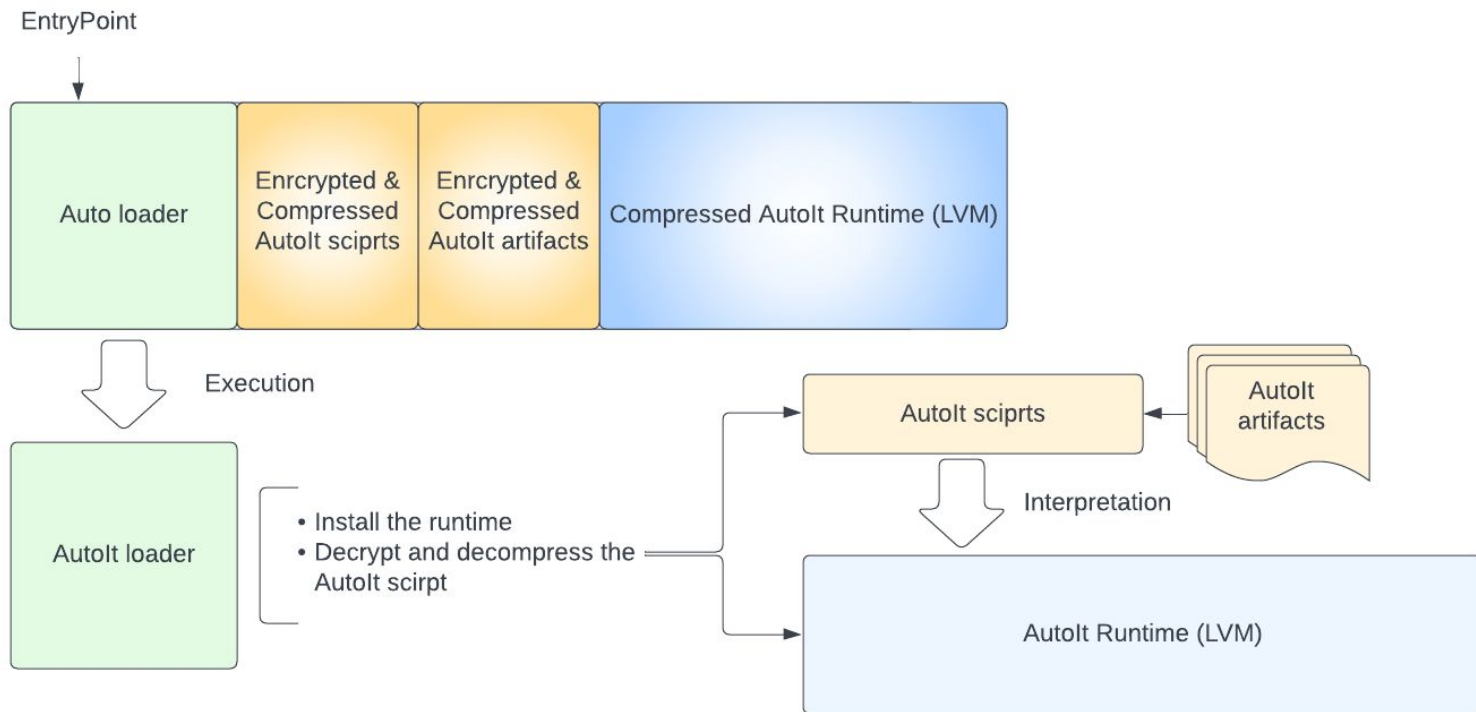 EntryPoint
Auto loader
Enrcrypted &
Compressed
AutoIt sciprts
Enrcrypted &
Compressed
AutoIt artifacts
Compressed AutoIt Runtime (LVM)
Execution
AutoIt sciprts
AutoIt
artifacts
AutoIt loader
• Install the runtime
• Decrypt and decompress the
AutoIt scirpt
Interpretation
AutoIt Runtime (LVM)